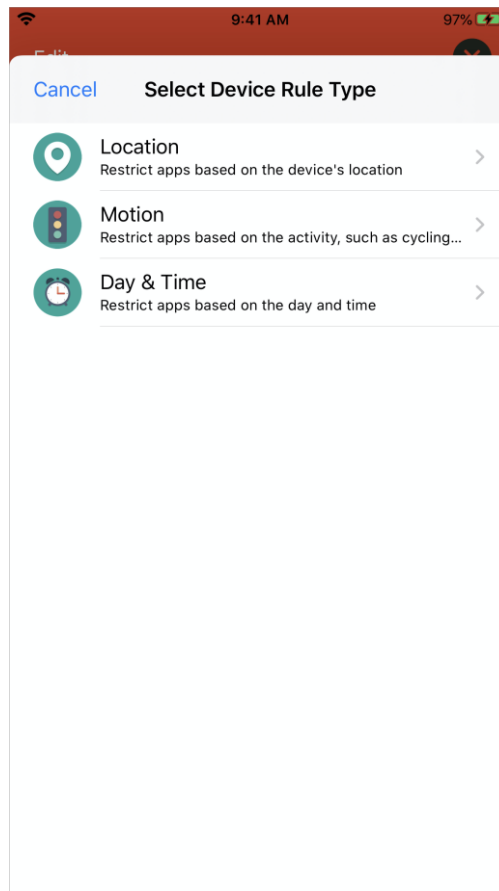 9:41 AM
97%
Edit
Cancel
Select Device Rule Type
Location
Restrict apps based on the device's location
Motion
Restrict apps based on the activity, such as cycling...
Day & Time
Restrict apps based on the day and time